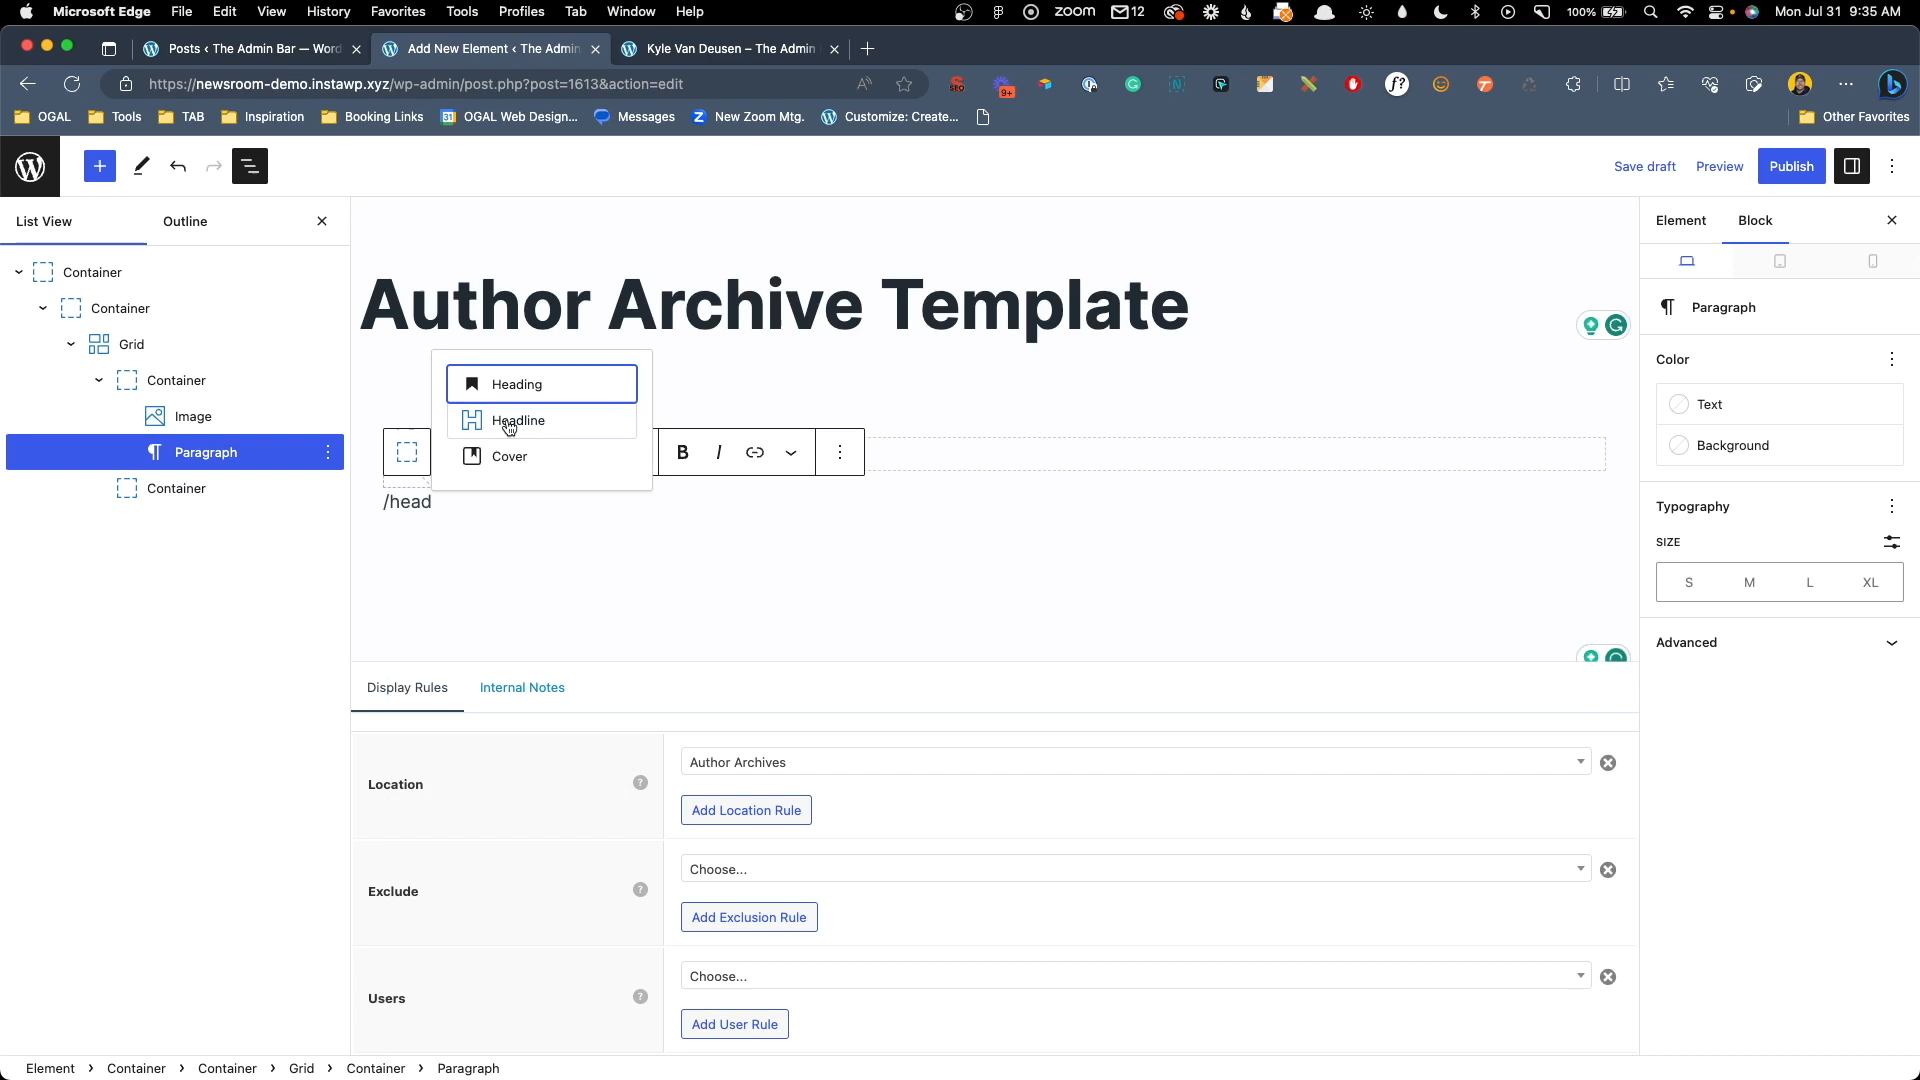 Microsoft Edge File Edit View History Favorites Tools Profiles Tab Window Help zoom 12 100% Mon Jul 31 9:35 AM
Posts ‹ The Admin Bar — Word
Add New Element ‹ The Admin
Kyle Van Deusen – The Admin
https://newsroom-demo.instawp.xyz/wp-admin/post.php?post=1613&action=edit
SEO
9+
f?
OGAL Tools TAB Inspiration Booking Links OGAL Web Design... Messages New Zoom Mtg. Customize: Create... Other Favorites
Save draft Preview Publish
List View Outline
Container
Container
Grid
Container
Image
Paragraph
Container
Author Archive Template
Heading
Headline
Cover
B I
/head
Display Rules Internal Notes
Location ? Author Archives
Add Location Rule
Exclude ? Choose...
Add Exclusion Rule
Users ? Choose...
Add User Rule
Element Block
Paragraph
Color
Text
Background
Typography
SIZE
S M L XL
Advanced
Element › Container › Container › Grid › Container › Paragraph